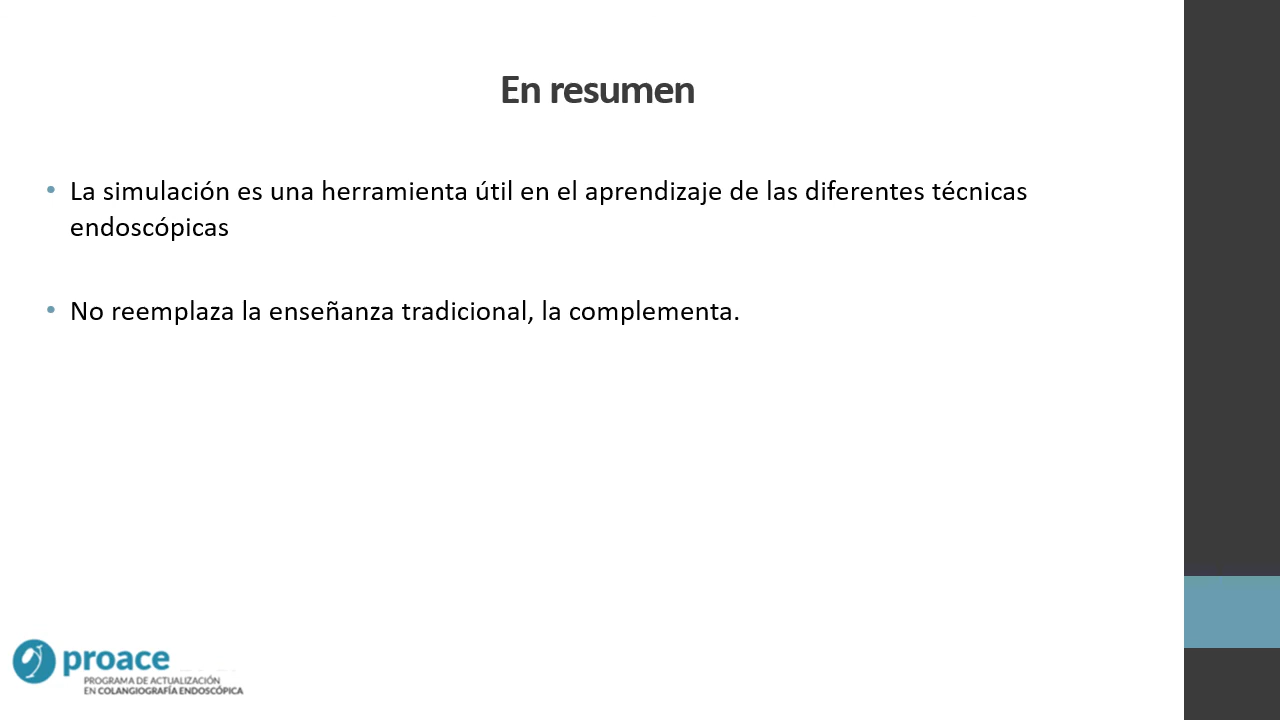 En resumen
• La simulación es una herramienta útil en el aprendizaje de las diferentes técnicas
endoscópicas
• No reemplaza la enseñanza tradicional, la complementa.
proace
PROGRAMA DE ACTUALIZACIÓN
EN COLANGIOGRAFÍA ENDOSCÓPICA